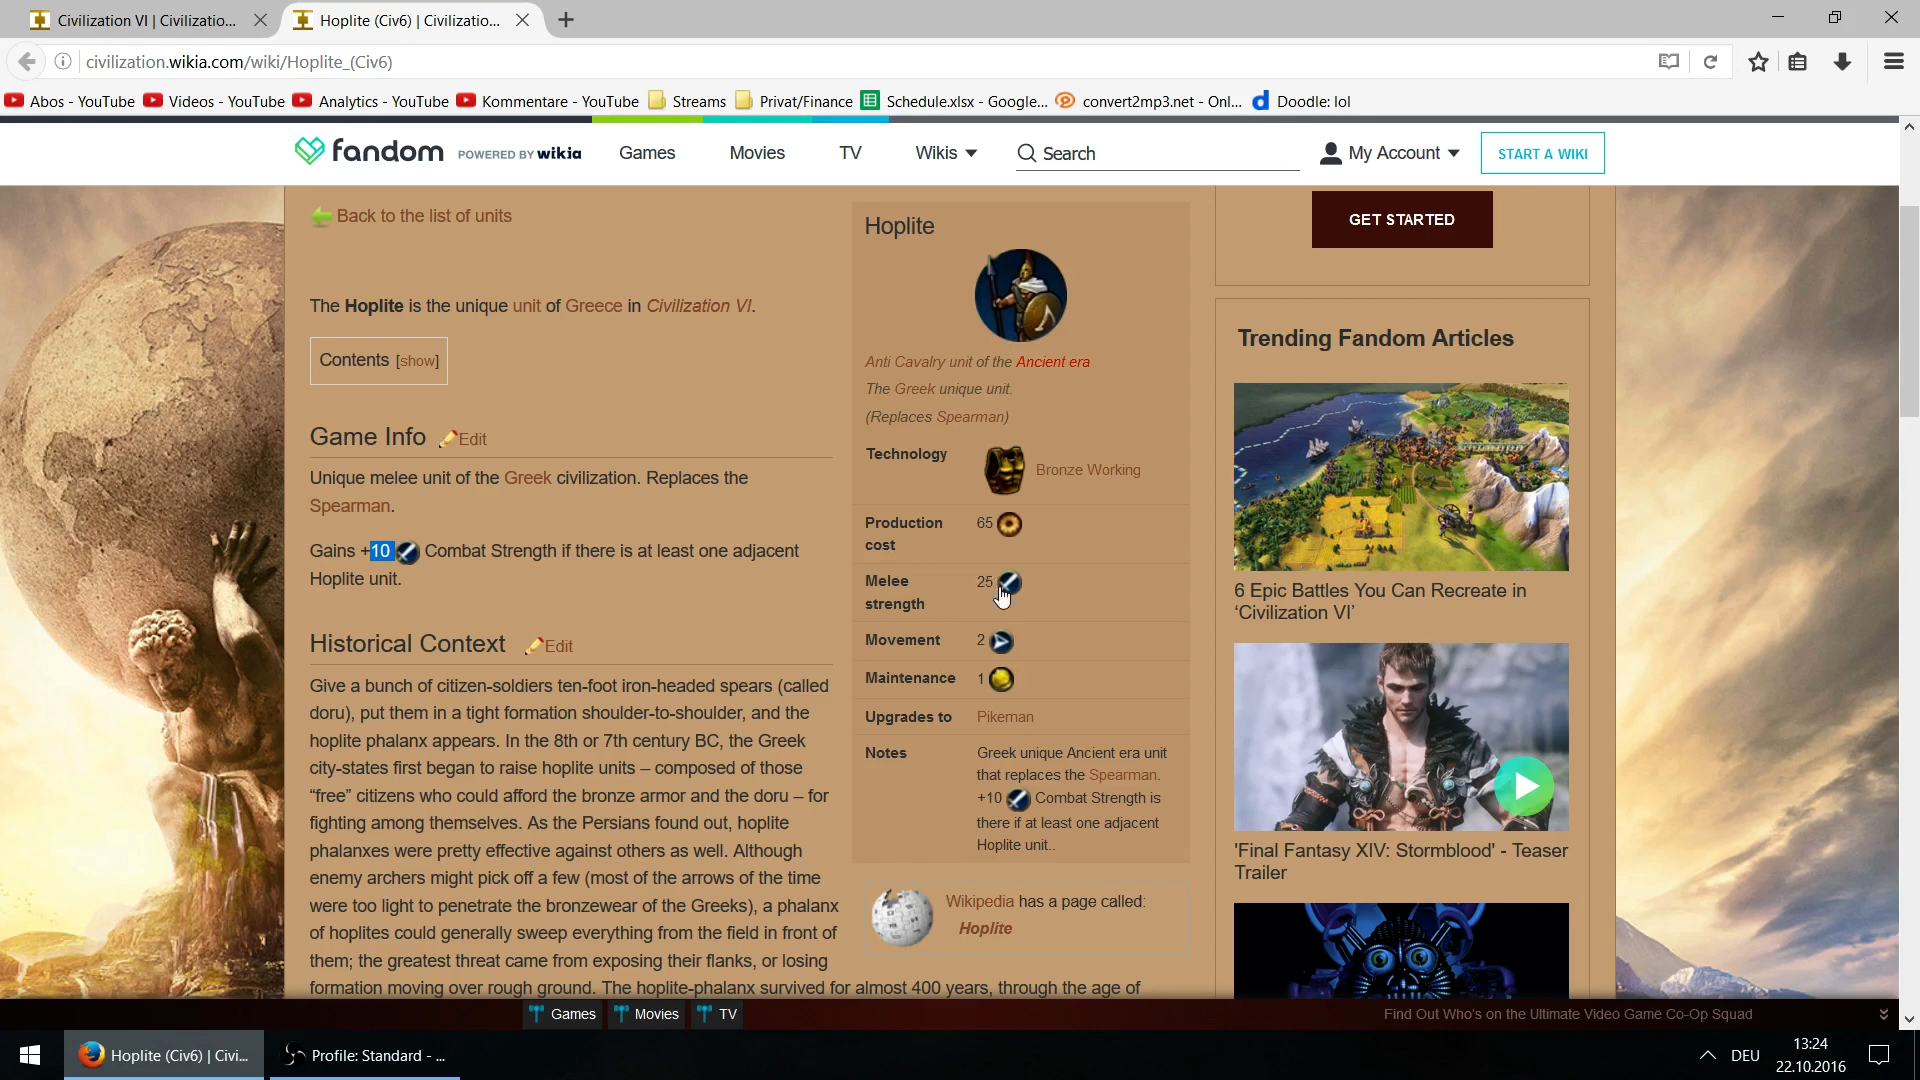 Civilization VI | Civilizatio...
Hoplite (Civ6) | Civilizatio...
civilization.wikia.com/wiki/Hoplite_(Civ6)
Abos - YouTube
Videos - YouTube
Analytics - YouTube
Kommentare - YouTube
Streams
Privat/Finance
Schedule.xlsx - Google...
convert2mp3.net - Onl...
Doodle: lol
fandom POWERED BY wikia
Games
Movies
TV
Wikis
Search
My Account
START A WIKI
Back to the list of units
The Hoplite is the unique unit of Greece in Civilization VI.
Contents [show]
Game Info Edit
Unique melee unit of the Greek civilization. Replaces the
Spearman.
Gains +10 Combat Strength if there is at least one adjacent
Hoplite unit.
Historical Context Edit
Give a bunch of citizen-soldiers ten-foot iron-headed spears (called
doru), put them in a tight formation shoulder-to-shoulder, and the
hoplite phalanx appears. In the 8th or 7th century BC, the Greek
city-states first began to raise hoplite units – composed of those
“free” citizens who could afford the bronze armor and the doru – for
fighting among themselves. As the Persians found out, hoplite
phalanxes were pretty effective against others as well. Although
enemy archers might pick off a few (most of the arrows of the time
were too light to penetrate the bronzewear of the Greeks), a phalanx
of hoplites could generally sweep everything from the field in front of
them; the greatest threat came from exposing their flanks, or losing
formation moving over rough ground. The hoplite-phalanx survived for almost 400 years, through the age of
Hoplite
Anti Cavalry unit of the Ancient era
The Greek unique unit.
(Replaces Spearman)
Technology Bronze Working
Production 65
cost
Melee 25
strength
Movement 2
Maintenance 1
Upgrades to Pikeman
Notes Greek unique Ancient era unit
that replaces the Spearman.
+10 Combat Strength is
there if at least one adjacent
Hoplite unit..
Wikipedia has a page called:
Hoplite
GET STARTED
Trending Fandom Articles
6 Epic Battles You Can Recreate in
‘Civilization VI’
'Final Fantasy XIV: Stormblood' - Teaser
Trailer
Games
Movies
TV
Find Out Who's on the Ultimate Video Game Co-Op Squad
Hoplite (Civ6) | Civi...
Profile: Standard - ...
DEU
13:24
22.10.2016